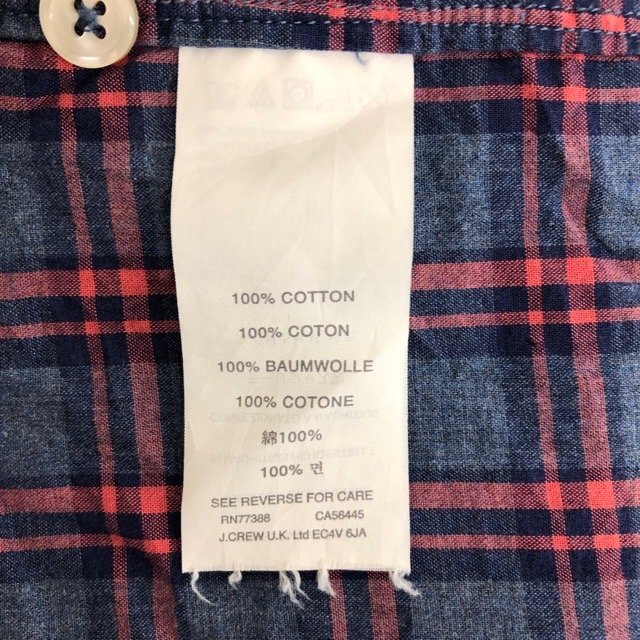 100% COTTON
100% COTON
100% BAUMWOLLE
100% COTONE
綿100%
100% 면
SEE REVERSE FOR CARE
RN77388 CA56445
J.CREW U.K. Ltd EC4V 6JA